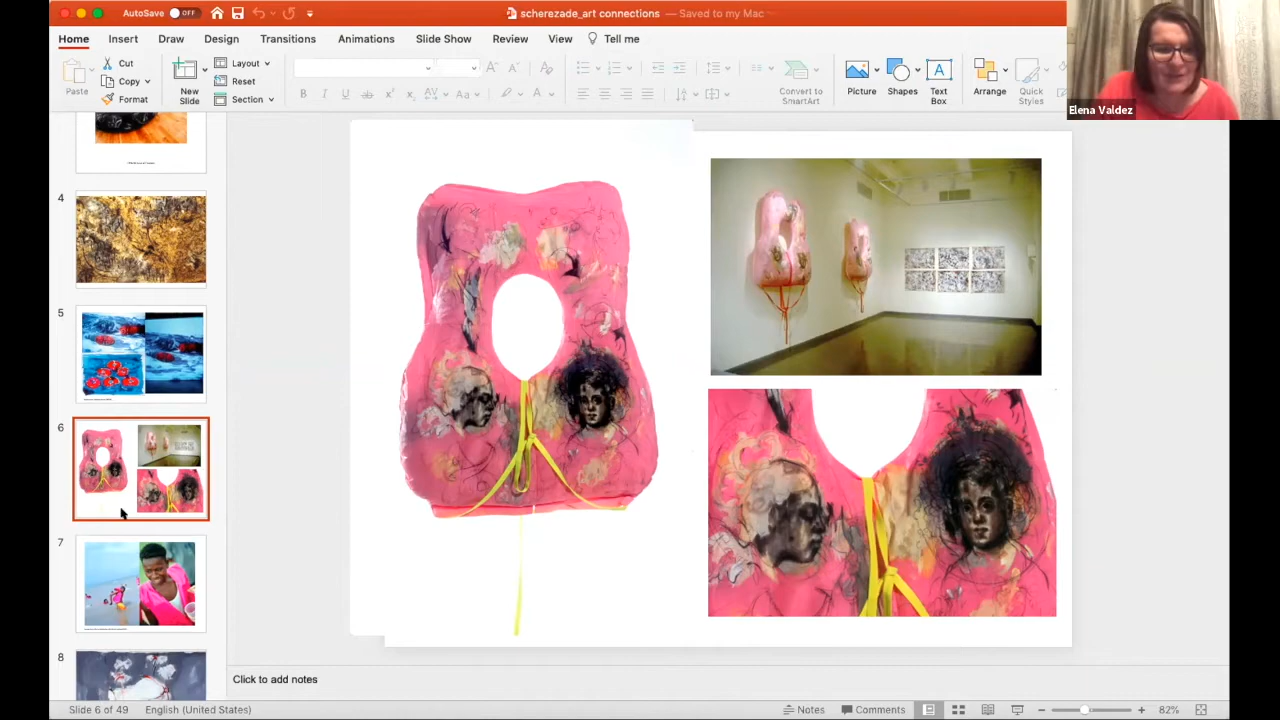 AutoSave OFF
scherezade_art connections — Saved to my Mac
Home Insert Draw Design Transitions Animations Slide Show Review View Tell me
Paste
Cut
Copy
Format
New Slide
Layout
Reset
Section
Convert to SmartArt
Picture
Shapes
Text Box
Arrange
Quick Styles
Elena Valdez
4
5
6
7
8
Click to add notes
Slide 6 of 49 English (United States) Notes Comments 82%